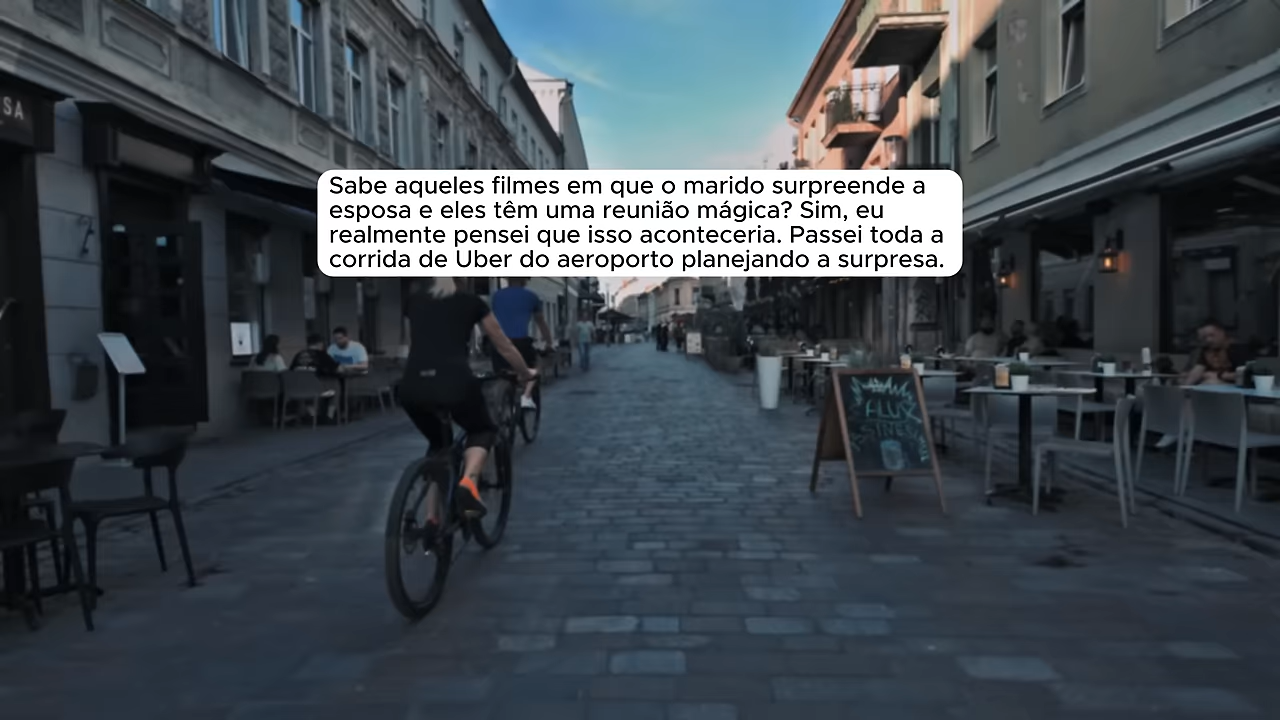 SA
Sabe aqueles filmes em que o marido surpreende a
esposa e eles têm uma reunião mágica? Sim, eu
realmente pensei que isso aconteceria. Passei toda a
corrida de Uber do aeroporto planejando a surpresa.